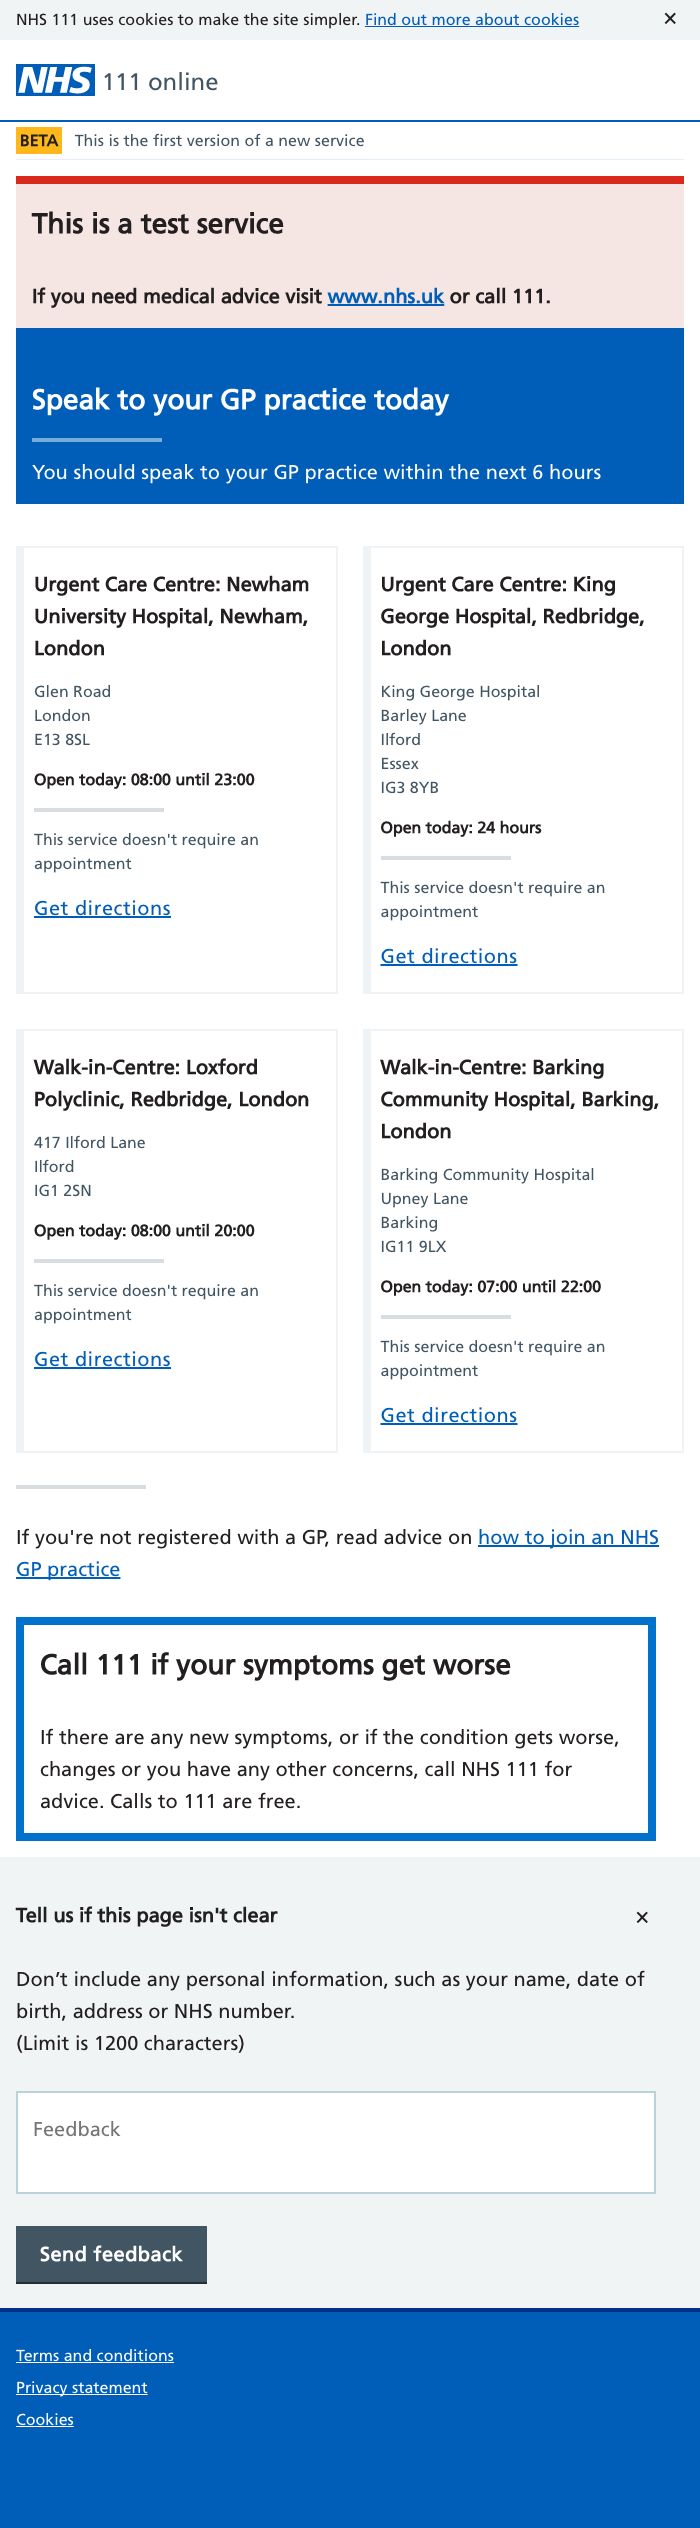 NHS 111 uses cookies to make the site simpler. Find out more about cookies ✕
NHS 111 online
BETA This is the first version of a new service
This is a test service
If you need medical advice visit www.nhs.uk or call 111.
Speak to your GP practice today
You should speak to your GP practice within the next 6 hours
Urgent Care Centre: Newham
University Hospital, Newham,
London
Glen Road
London
E13 8SL
Open today: 08:00 until 23:00
This service doesn't require an
appointment
Get directions
Urgent Care Centre: King
George Hospital, Redbridge,
London
King George Hospital
Barley Lane
Ilford
Essex
IG3 8YB
Open today: 24 hours
This service doesn't require an
appointment
Get directions
Walk-in-Centre: Loxford
Polyclinic, Redbridge, London
417 Ilford Lane
Ilford
IG1 2SN
Open today: 08:00 until 20:00
This service doesn't require an
appointment
Get directions
Walk-in-Centre: Barking
Community Hospital, Barking,
London
Barking Community Hospital
Upney Lane
Barking
IG11 9LX
Open today: 07:00 until 22:00
This service doesn't require an
appointment
Get directions
If you're not registered with a GP, read advice on how to join an NHS
GP practice
Call 111 if your symptoms get worse
If there are any new symptoms, or if the condition gets worse,
changes or you have any other concerns, call NHS 111 for
advice. Calls to 111 are free.
Tell us if this page isn't clear ✕
Don’t include any personal information, such as your name, date of
birth, address or NHS number.
(Limit is 1200 characters)
Feedback
Send feedback
Terms and conditions
Privacy statement
Cookies